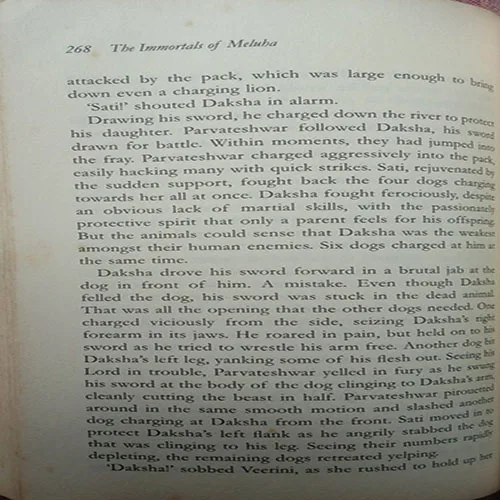 268 The Immortals of Meluha
attacked by the pack, which was large enough to bring
down even a charging lion.
'Sati!' shouted Daksha in alarm.
Drawing his sword, he charged down the river to protect
his daughter. Parvateshwar followed Daksha, his sword
drawn for battle. Within moments, they had jumped into
the fray. Parvateshwar charged aggressively into the pack,
easily hacking many with quick strikes. Sati, rejuvenated by
the sudden support, fought back the four dogs charging
towards her all at once. Daksha fought ferociously, despite
an obvious lack of martial skills, with the passionately
protective spirit that only a parent feels for his offspring.
But the animals could sense that Daksha was the weakest
amongst their human enemies. Six dogs charged at him at
the same time.
Daksha drove his sword forward in a brutal jab at the
dog in front of him. A mistake. Even though Daksha
felled the dog, his sword was stuck in the dead animal.
That was all the opening that the other dogs needed. One
charged viciously from the side, seizing Daksha's right
forearm in its jaws. He roared in pain, but held on to his
sword as he tried to wrestle his arm free. Another dog bit
Daksha's left leg, yanking some of his flesh out. Seeing his
Lord in trouble, Parvateshwar yelled in fury as he swung
his sword at the body of the dog clinging to Daksha's arm,
cleanly cutting the beast in half. Parvateshwar pirouetted
around in the same smooth motion and slashed another
dog charging at Daksha from the front. Sati moved in to
protect Daksha's left flank as he angrily stabbed the dog
that was clinging to his leg. Seeing their numbers rapidly
depleting, the remaining dogs retreated yelping.
'Daksha!' sobbed Veerini, as she rushed to hold up her